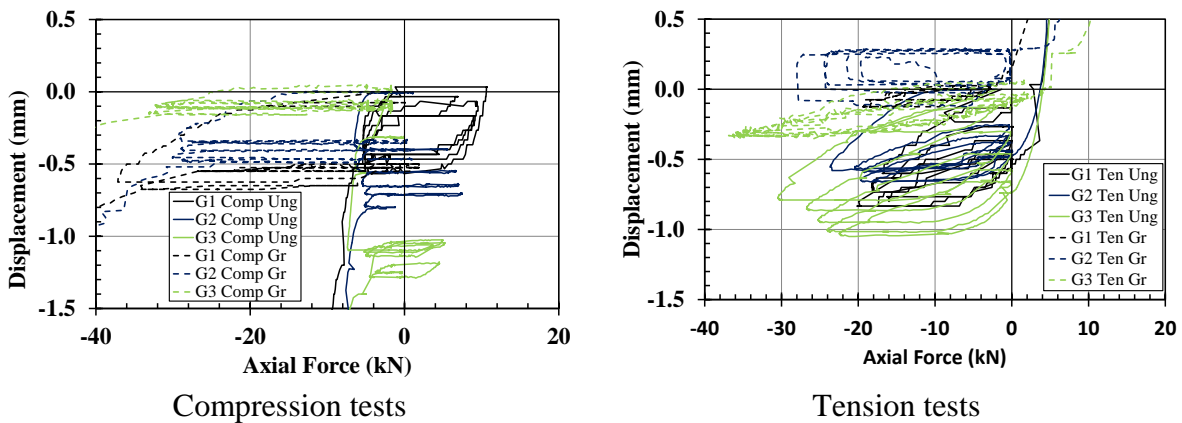 0.5
0.0
-0.5
-1.0
-1.5
-40
-20
0
20
Displacement (mm)
Axial Force (kN)
G1 Comp Ung
G2 Comp Ung
G3 Comp Ung
G1 Comp Gr
G2 Comp Gr
G3 Comp Gr
Compression tests
0.5
0.0
-0.5
-1.0
-1.5
-40
-30
-20
-10
0
10
20
Displacement (mm)
Axial Force (kN)
G1 Ten Ung
G2 Ten Ung
G3 Ten Ung
G1 Ten Gr
G2 Ten Gr
G3 Ten Gr
Tension tests